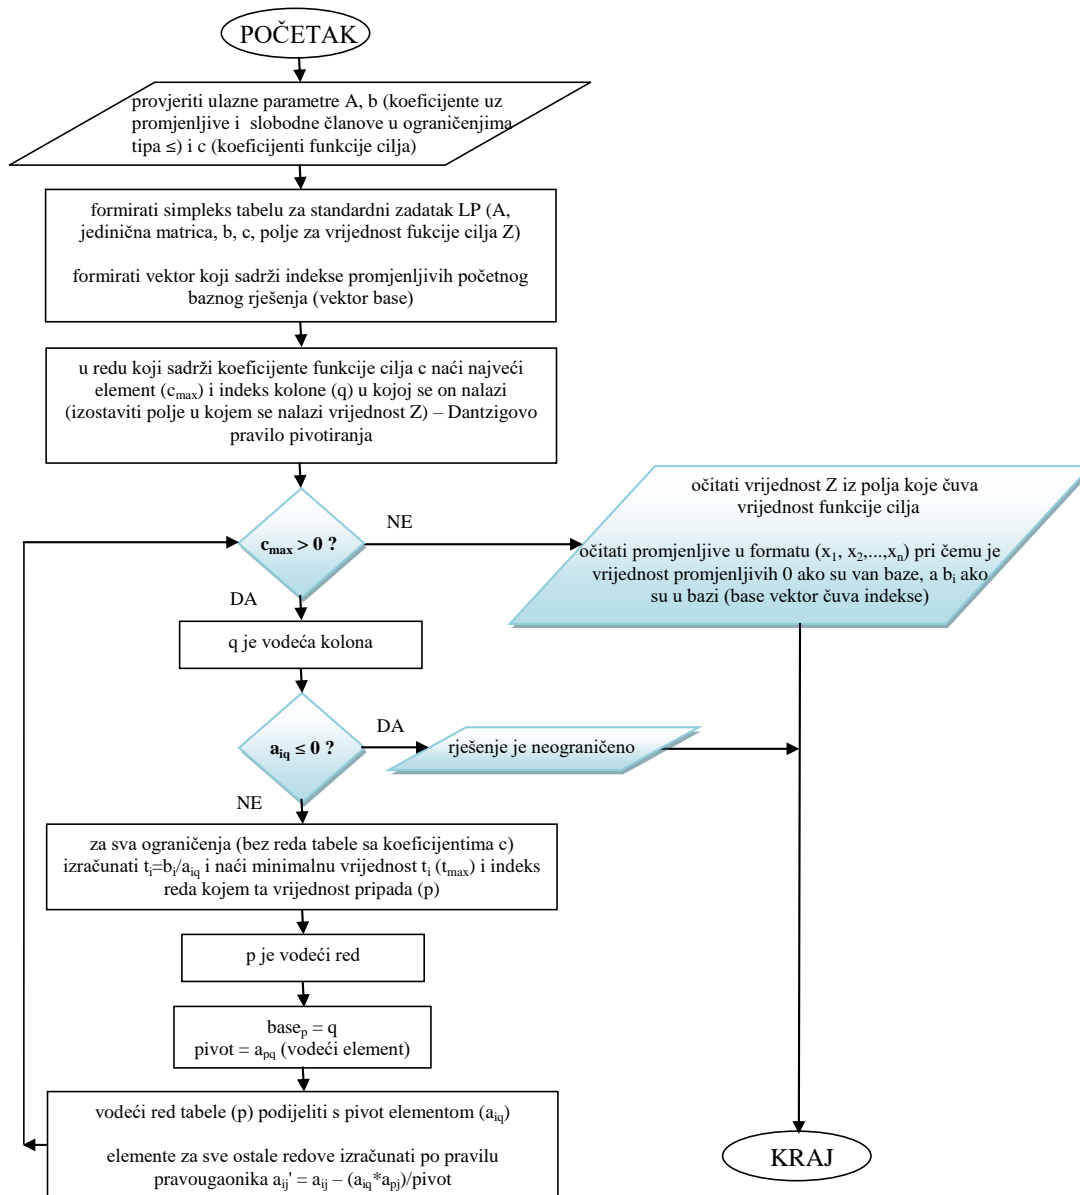 POČETAK
provjeriti ulazne parametre A, b (koeficijente uz
promjenljive i slobodne članove u ograničenjima
tipa ≤) i c (koeficijenti funkcije cilja)
formirati simpleks tabelu za standardni zadatak LP (A,
jedinična matrica, b, c, polje za vrijednost fukcije cilja Z)
formirati vektor koji sadrži indekse promjenljivih početnog
baznog rješenja (vektor base)
u redu koji sadrži koeficijente funkcije cilja c naći najveći
element (cmax) i indeks kolone (q) u kojoj se on nalazi
(izostaviti polje u kojem se nalazi vrijednost Z) – Dantzigovo
pravilo pivotiranja
cmax > 0 ?
NE
očitati vrijednost Z iz polja koje čuva
vrijednost funkcije cilja
očitati promjenljive u formatu (x1, x2,...,xn) pri čemu je
vrijednost promjenljivih 0 ako su van baze, a bi ako
su u bazi (base vektor čuva indekse)
DA
q je vodeća kolona
aiq ≤ 0 ?
DA
rješenje je neograničeno
NE
za sva ograničenja (bez reda tabele sa koeficijentima c)
izračunati ti=bi/aiq i naći minimalnu vrijednost ti (tmax) i indeks
reda kojem ta vrijednost pripada (p)
p je vodeći red
basep = q
pivot = apq (vodeći element)
vodeći red tabele (p) podijeliti s pivot elementom (aiq)
elemente za sve ostale redove izračunati po pravilu
pravougaonika aij' = aij – (aiq*apj)/pivot
KRAJ